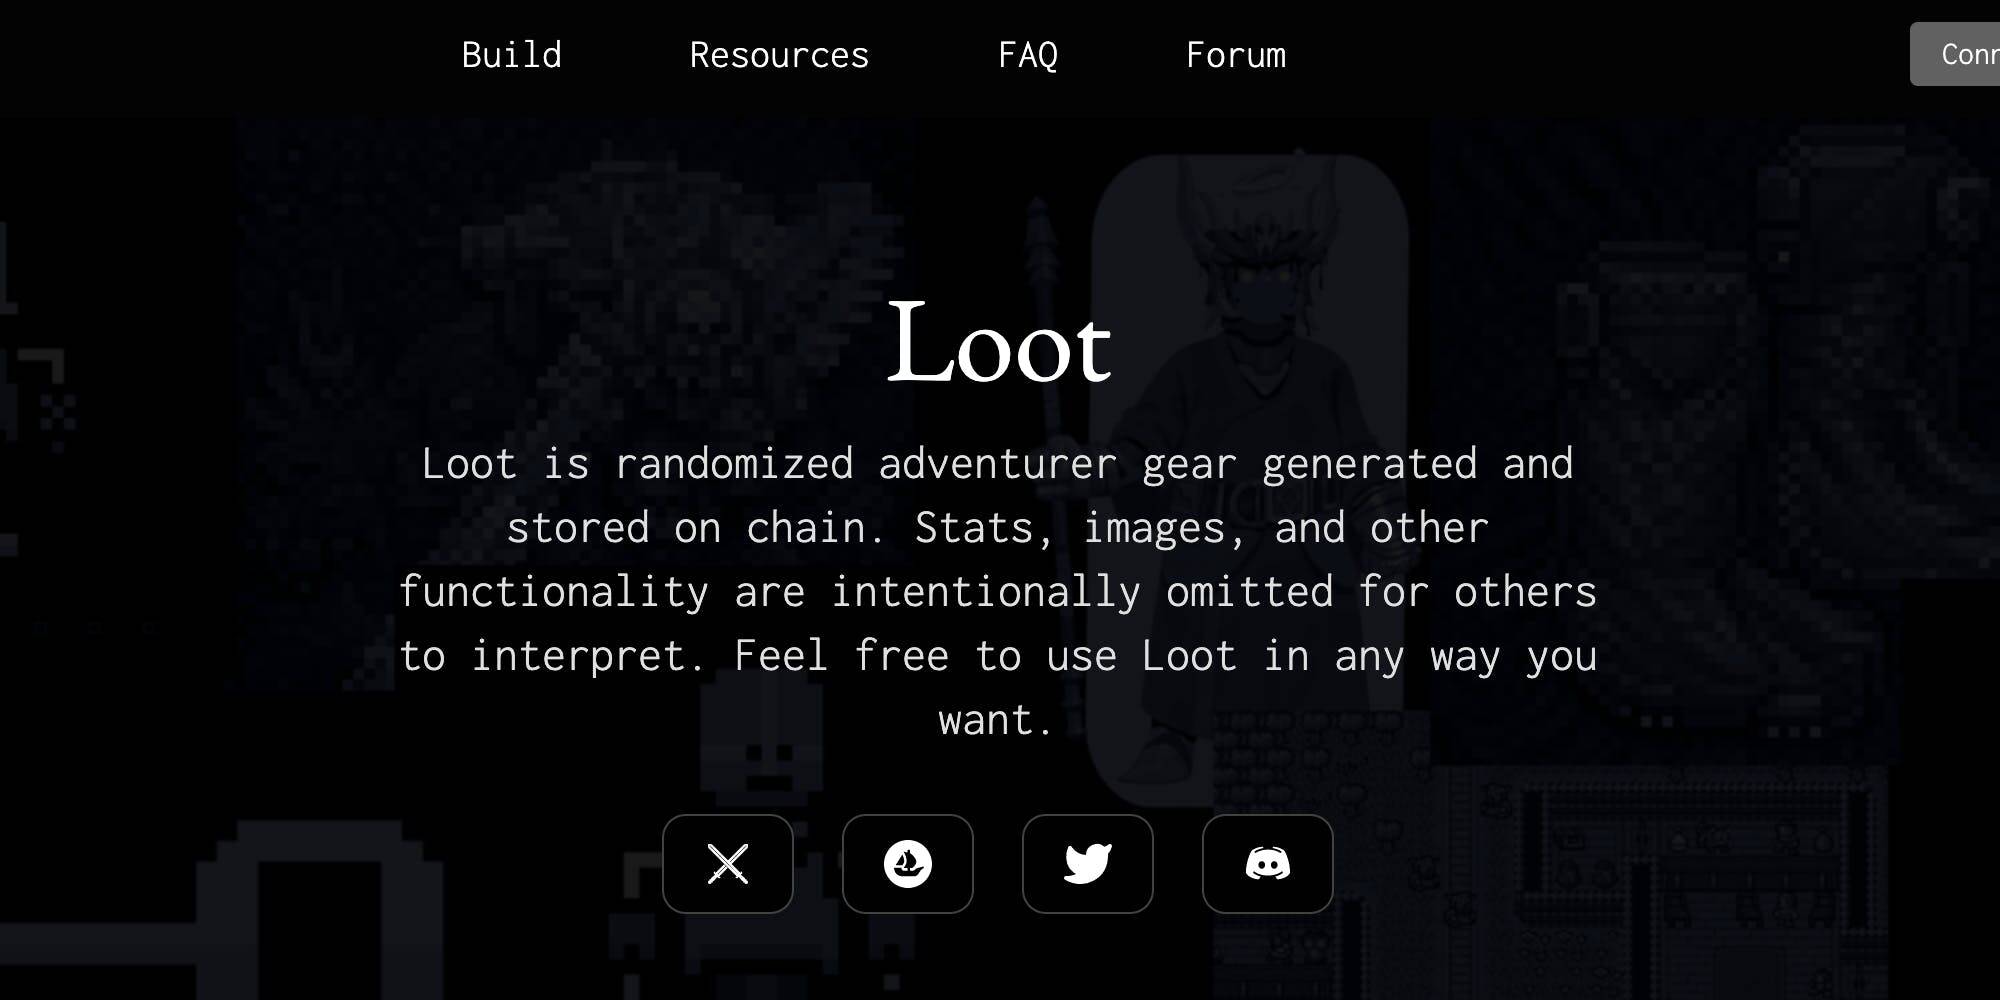 Build Resources FAQ Forum
Loot
Loot is randomized adventurer gear generated and
stored on chain. Stats, images, and other
functionality are intentionally omitted for others
to interpret. Feel free to use Loot in any way you
want.